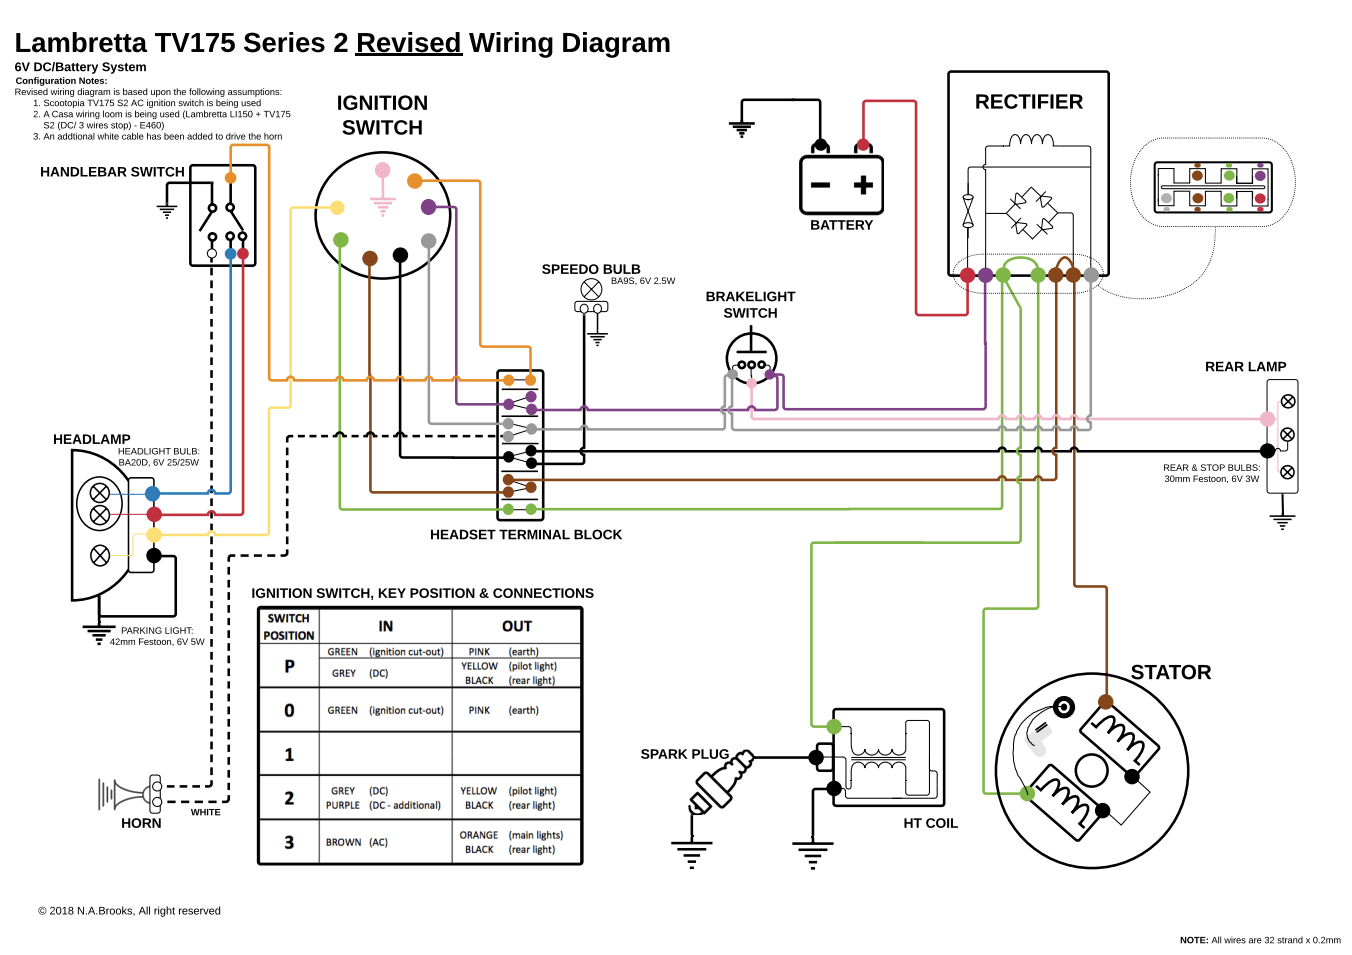 Lambretta TV175 Series 2 Revised Wiring Diagram
6V DC/Battery System
Configuration Notes:
Revised wiring diagram is based upon the following assumptions:
1. Scootopia TV175 S2 AC ignition switch is being used
2. A Casa wiring loom is being used (Lambretta LI150 + TV175
S2 (DC/ 3 wires stop) - E460)
3. An addtional white cable has been added to drive the horn
HANDLEBAR SWITCH
IGNITION
SWITCH
RECTIFIER
BATTERY
SPEEDO BULB
BA9S, 6V 2.5W
BRAKELIGHT
SWITCH
REAR LAMP
REAR & STOP BULBS:
30mm Festoon, 6V 3W
HEADLAMP
HEADLIGHT BULB:
BA20D, 6V 25/25W
HEADSET TERMINAL BLOCK
PARKING LIGHT:
42mm Festoon, 6V 5W
IGNITION SWITCH, KEY POSITION & CONNECTIONS
SWITCH
POSITION
IN
OUT
P
GREEN (ignition cut-out)
PINK (earth)
GREY (DC)
YELLOW (pilot light)
BLACK (rear light)
0
GREEN (ignition cut-out)
PINK (earth)
1
2
GREY (DC)
YELLOW (pilot light)
PURPLE (DC - additional)
BLACK (rear light)
3
BROWN (AC)
ORANGE (main lights)
BLACK (rear light)
STATOR
SPARK PLUG
HT COIL
HORN
WHITE
© 2018 N.A.Brooks, All right reserved
NOTE: All wires are 32 strand x 0.2mm